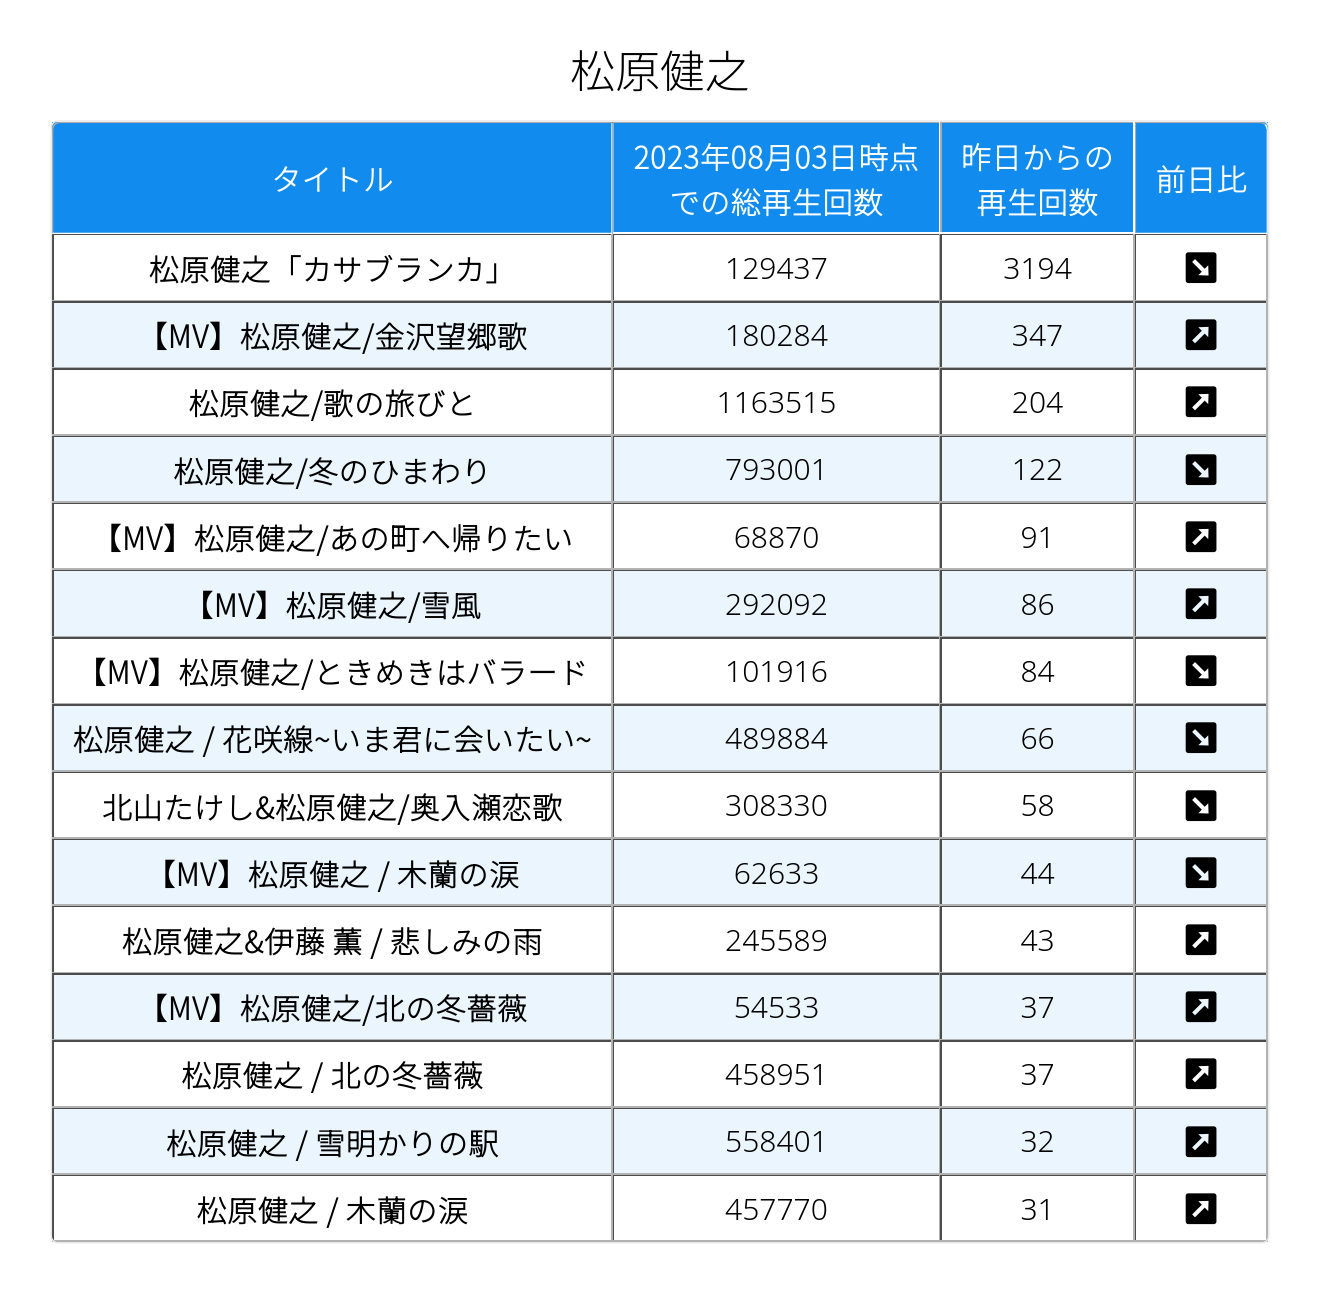 松原健之
タイトル
2023年08月03日時点
での総再生回数
昨日からの
再生回数
前日比
松原健之「カサブランカ」 129437 3194
【MV】松原健之/金沢望郷歌 180284 347
松原健之/歌の旅びと 1163515 204
松原健之/冬のひまわり 793001 122
【MV】松原健之/あの町へ帰りたい 68870 91
【MV】松原健之/雪風 292092 86
【MV】松原健之/ときめきはバラード 101916 84
松原健之 / 花咲線~いま君に会いたい~ 489884 66
北山たけし&松原健之/奥入瀬恋歌 308330 58
【MV】松原健之 / 木蘭の涙 62633 44
松原健之&伊藤 薫 / 悲しみの雨 245589 43
【MV】松原健之/北の冬薔薇 54533 37
松原健之 / 北の冬薔薇 458951 37
松原健之 / 雪明かりの駅 558401 32
松原健之 / 木蘭の涙 457770 31